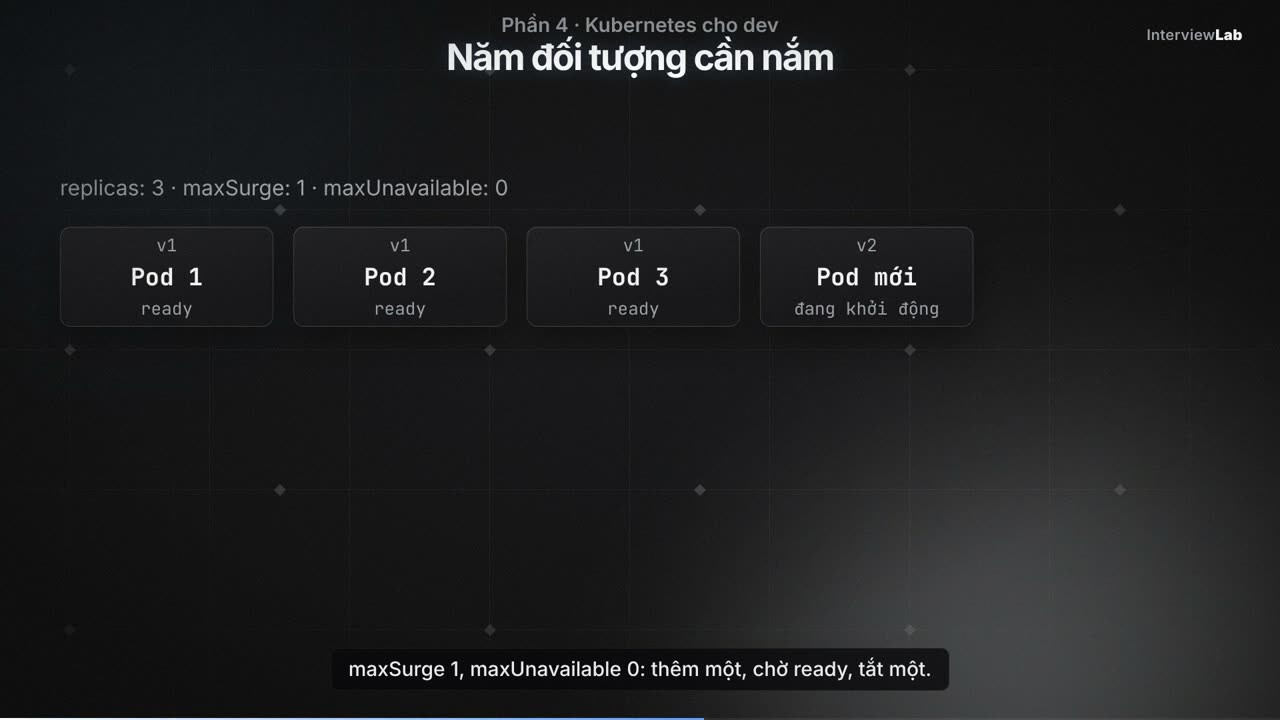 Phần 4 · Kubernetes cho dev
InterviewLab
Năm đối tượng cần nắm
replicas: 3 · maxSurge: 1 · maxUnavailable: 0
v1
Pod 1
ready
v1
Pod 2
ready
v1
Pod 3
ready
v2
Pod mới
đang khởi động
maxSurge 1, maxUnavailable 0: thêm một, chờ ready, tắt một.